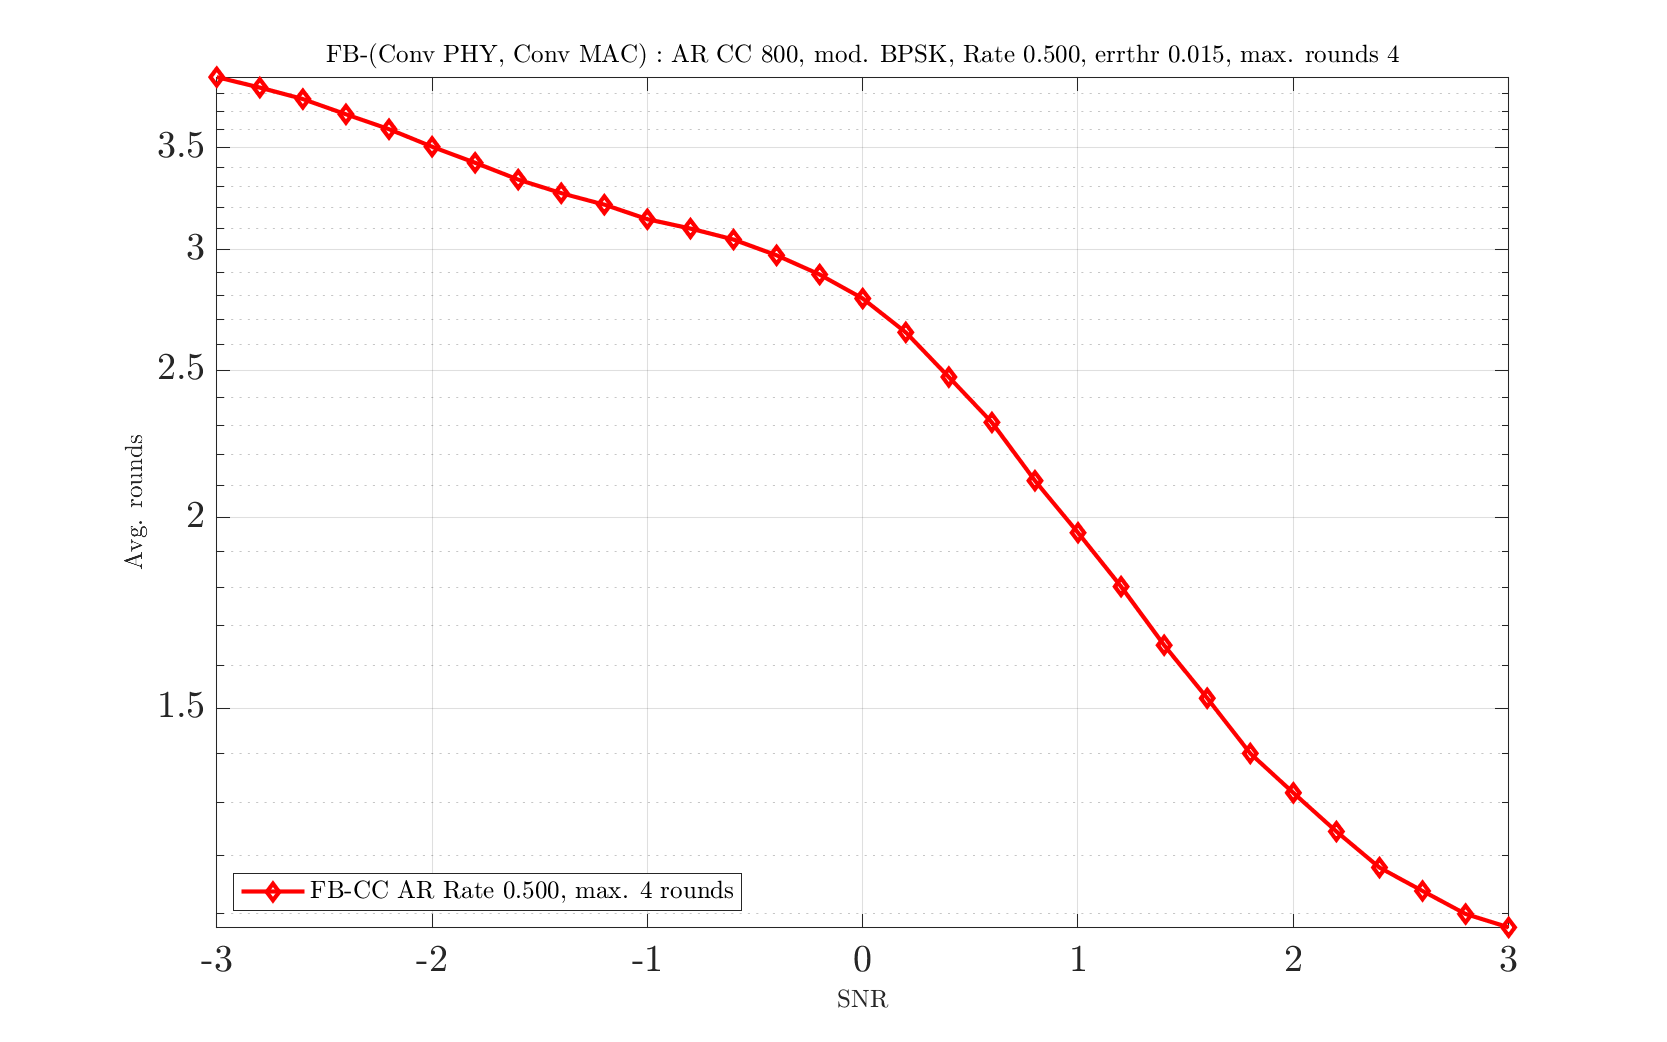 FB-(Conv PHY, Conv MAC) : AR CC 800, mod. BPSK, Rate 0.500, errthr 0.015, max. rounds 4
3.5
3
2.5
2
1.5
Avg. rounds
FB-CC AR Rate 0.500, max. 4 rounds
-3 -2 -1 0 1 2 3
SNR